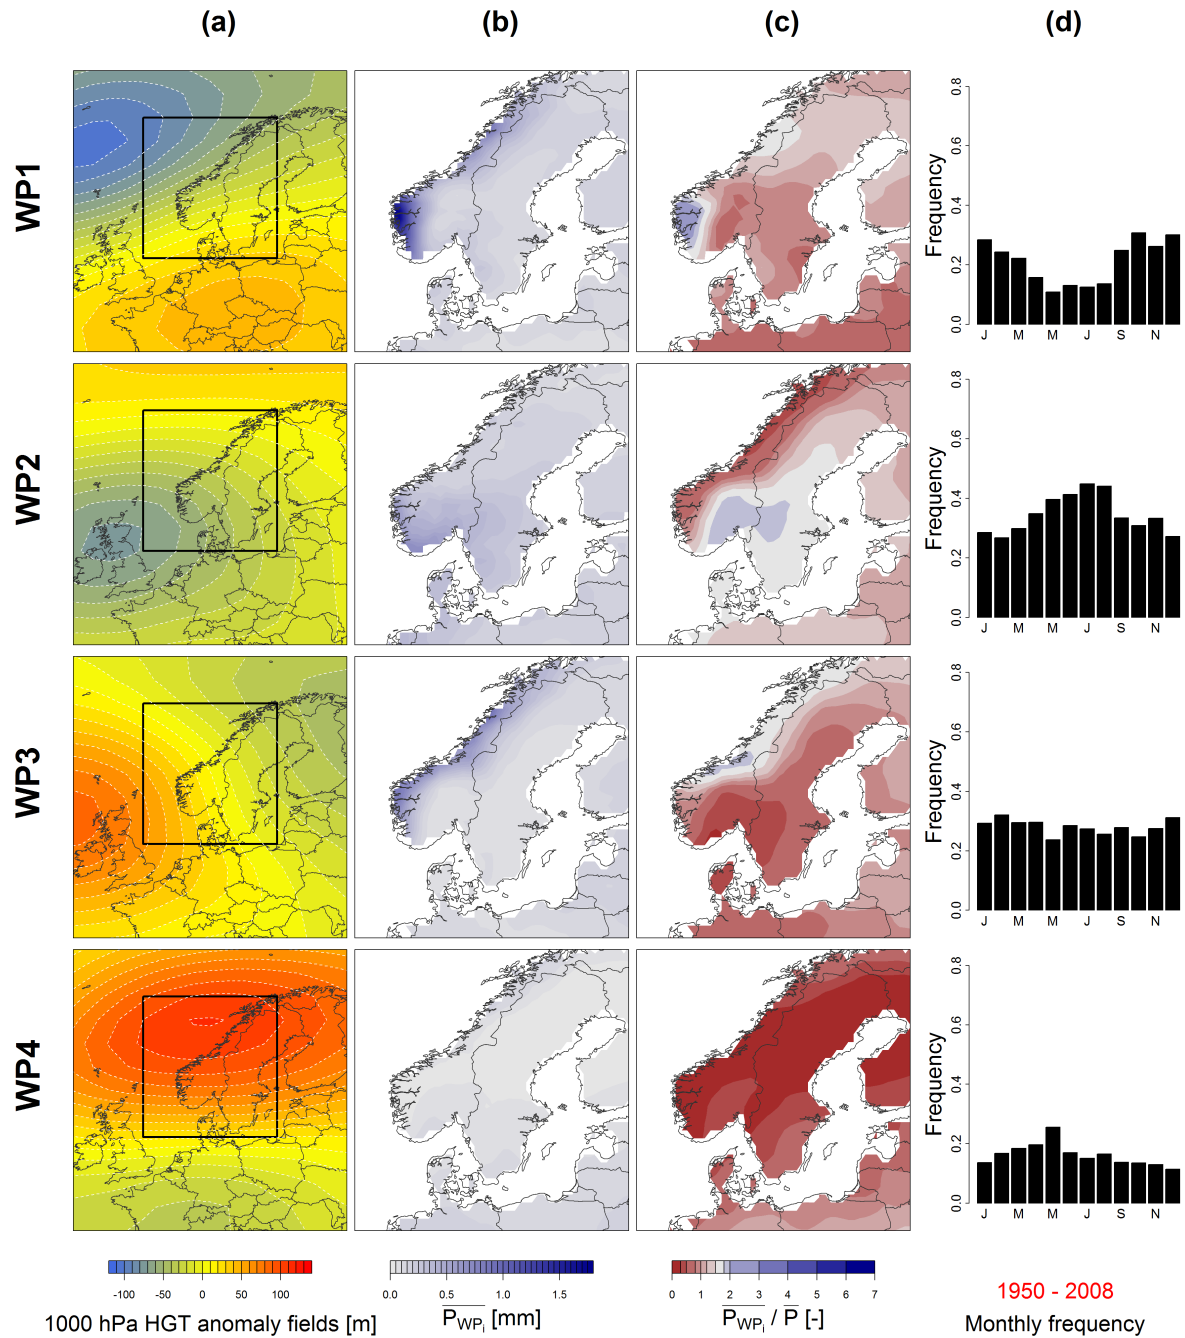 (a) (b) (c) (d)
WP1
Frequency
0.0 0.2 0.4 0.6 0.8
J M M J S N
WP2
Frequency
0.0 0.2 0.4 0.6 0.8
J M M J S N
WP3
Frequency
0.0 0.2 0.4 0.6 0.8
J M M J S N
WP4
Frequency
0.0 0.2 0.4 0.6 0.8
J M M J S N
-100 -50 0 50 100
1000 hPa HGT anomaly fields [m]
0.0 0.5 1.0 1.5
P_WPi [mm]
0 1 2 3 4 5 6 7
P_WPi / P [-]
1950 - 2008
Monthly frequency